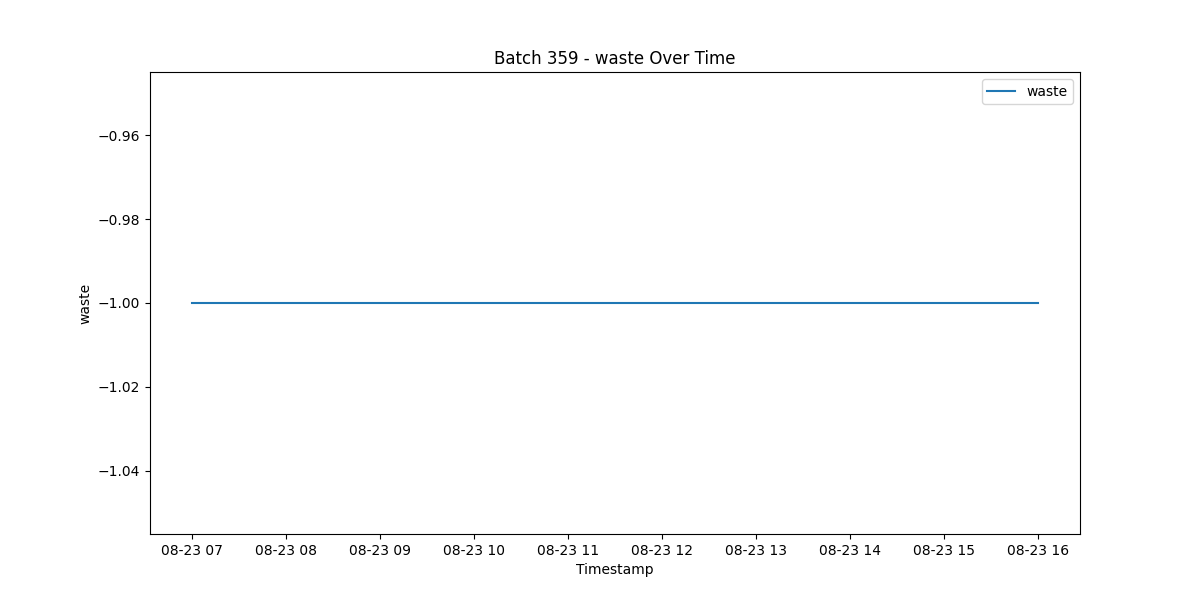 Batch 359 - waste Over Time
waste
−0.96
−0.98
−1.00
−1.02
−1.04
waste
08-23 07 08-23 08 08-23 09 08-23 10 08-23 11 08-23 12 08-23 13 08-23 14 08-23 15 08-23 16
Timestamp